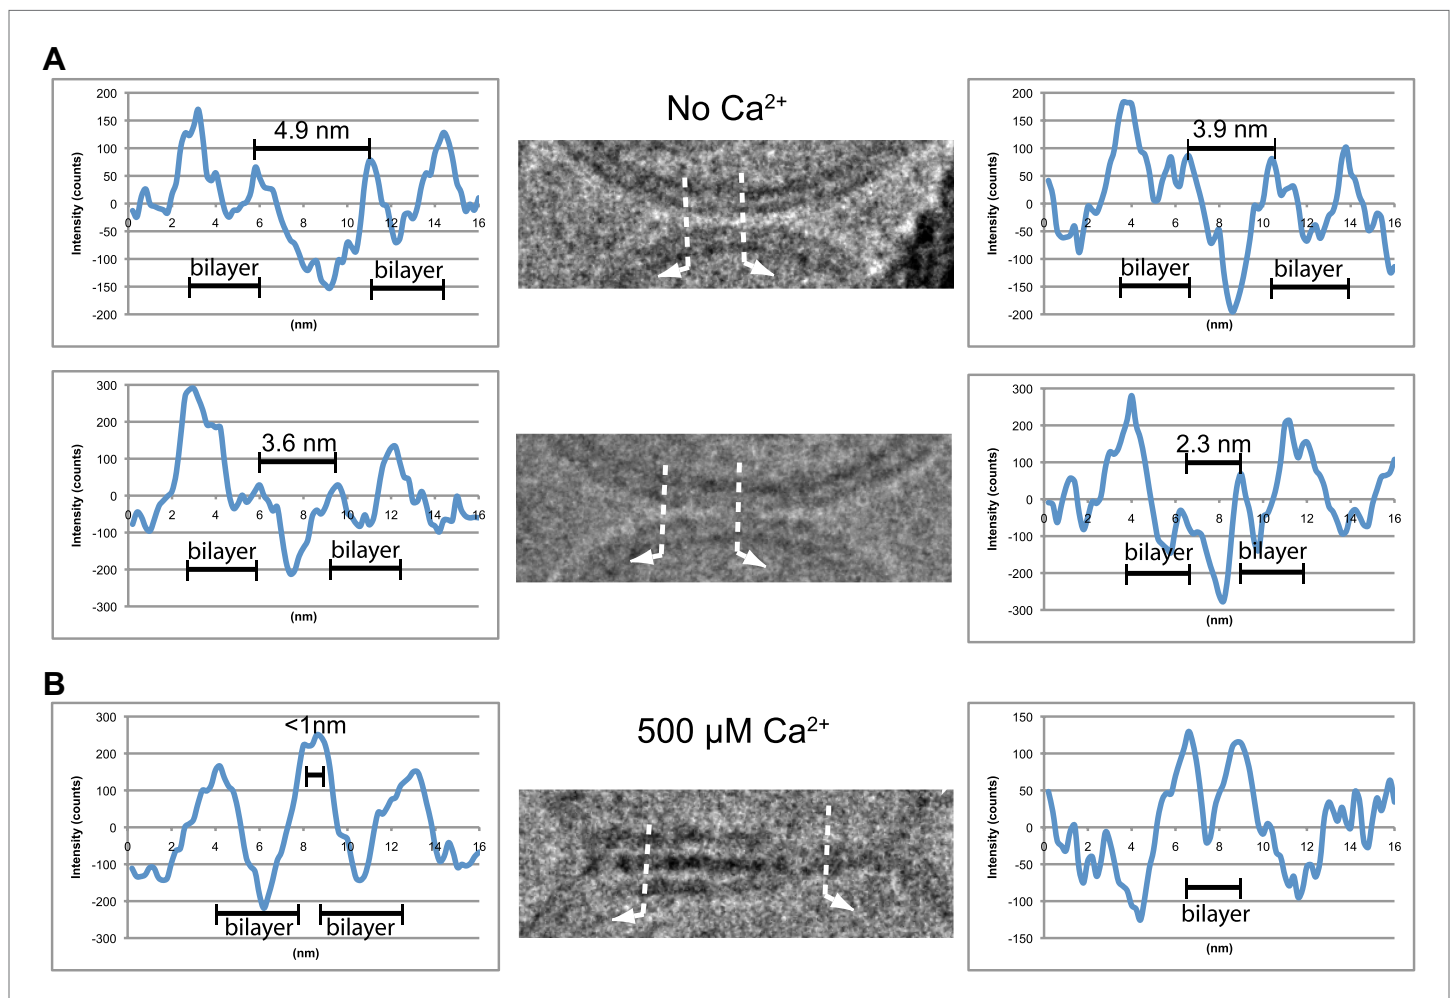 A
No Ca²⁺
Intensity (counts)
200
150
100
50
0
-50
-100
-150
-200
0 2 4 6 8 10 12 14 16
4.9 nm
bilayer
bilayer
(nm)
Intensity (counts)
200
150
100
50
0
-50
-100
-150
-200
0 2 4 6 8 10 12 14 16
3.9 nm
bilayer
bilayer
(nm)
Intensity (counts)
300
200
100
0
-100
-200
-300
0 2 4 6 8 10 12 14 16
3.6 nm
bilayer
bilayer
(nm)
Intensity (counts)
300
200
100
0
-100
-200
-300
0 2 4 6 8 10 12 14 16
2.3 nm
bilayer
bilayer
(nm)
B
500 µM Ca²⁺
Intensity (counts)
300
200
100
0
-100
-200
-300
0 2 4 6 8 10 12 14 16
<1nm
bilayer
bilayer
(nm)
Intensity (counts)
150
100
50
0
-50
-100
-150
0 2 4 6 8 10 12 14 16
bilayer
(nm)